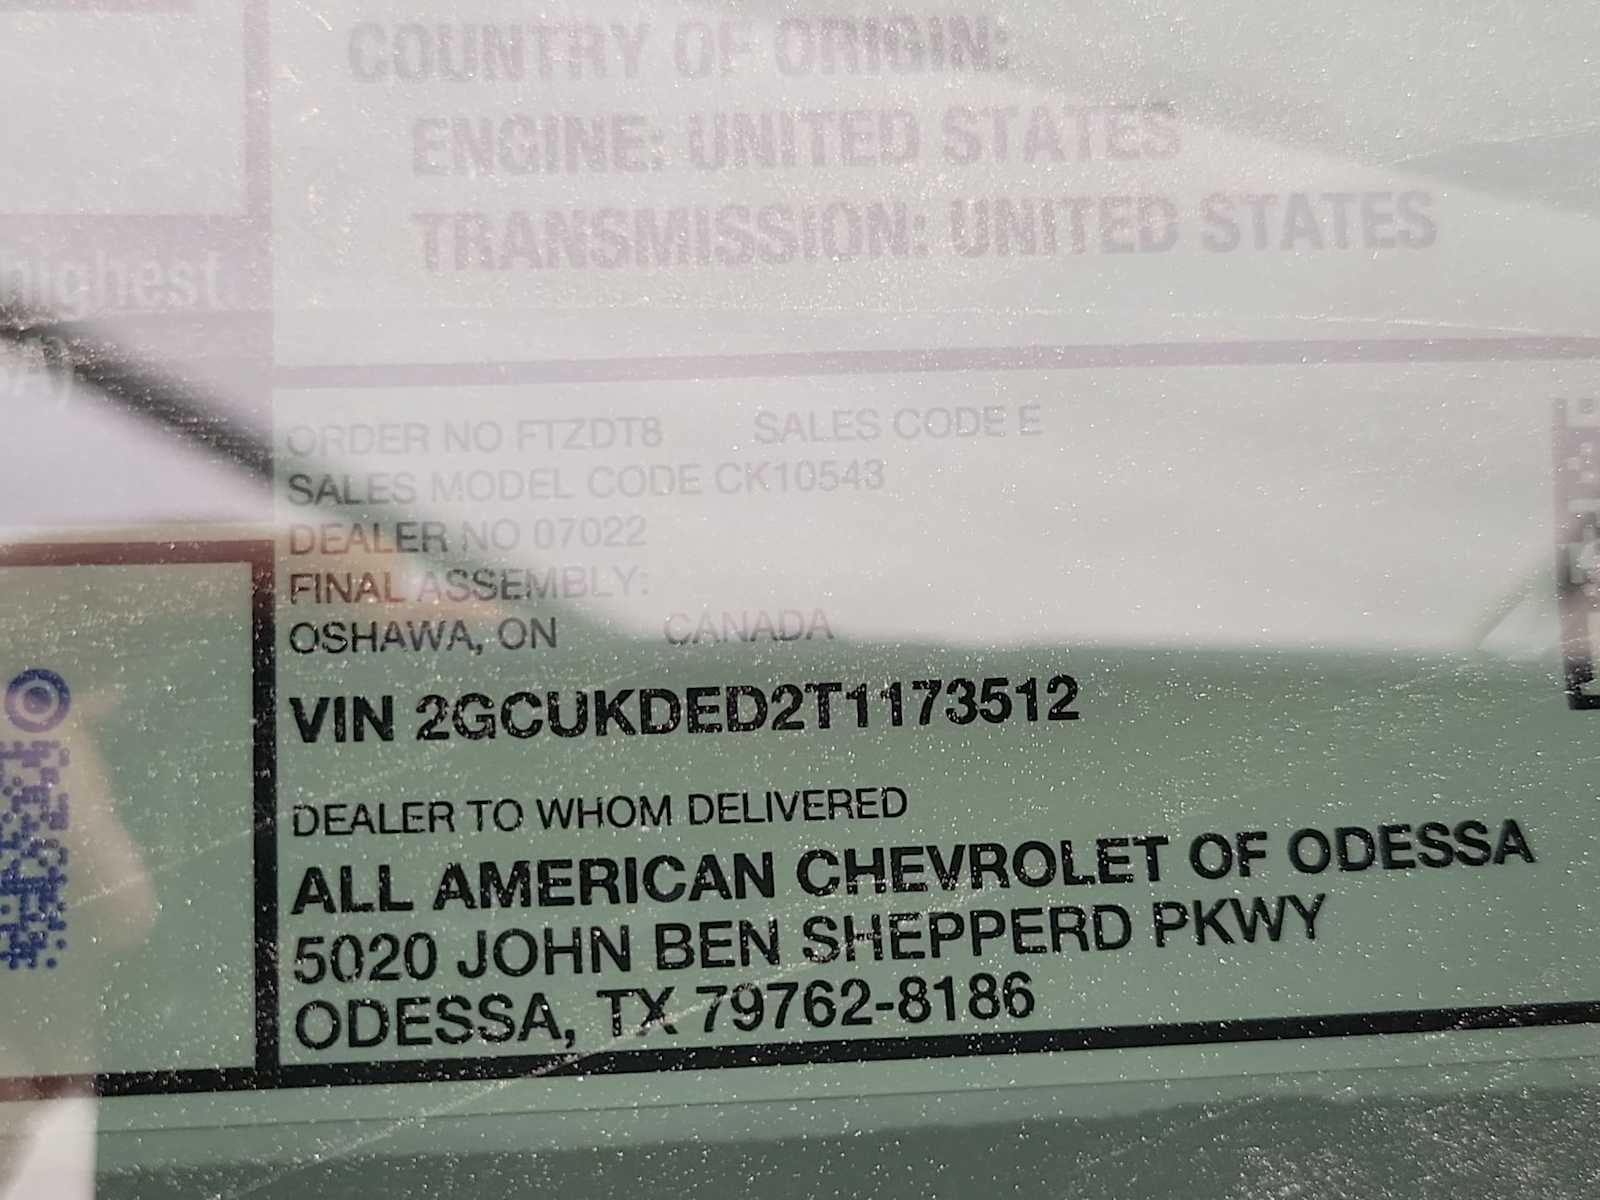 COUNTRY OF ORIGIN:
ENGINE: UNITED STATES
TRANSMISSION: UNITED STATES
highest
ORDER NO FTZDT8 SALES CODE E
SALES MODEL CODE CK10543
DEALER NO 07022
FINAL ASSEMBLY:
OSHAWA, ON CANADA
VIN 2GCUKDED2T1173512
DEALER TO WHOM DELIVERED
ALL AMERICAN CHEVROLET OF ODESSA
5020 JOHN BEN SHEPPERD PKWY
ODESSA, TX 79762-8186